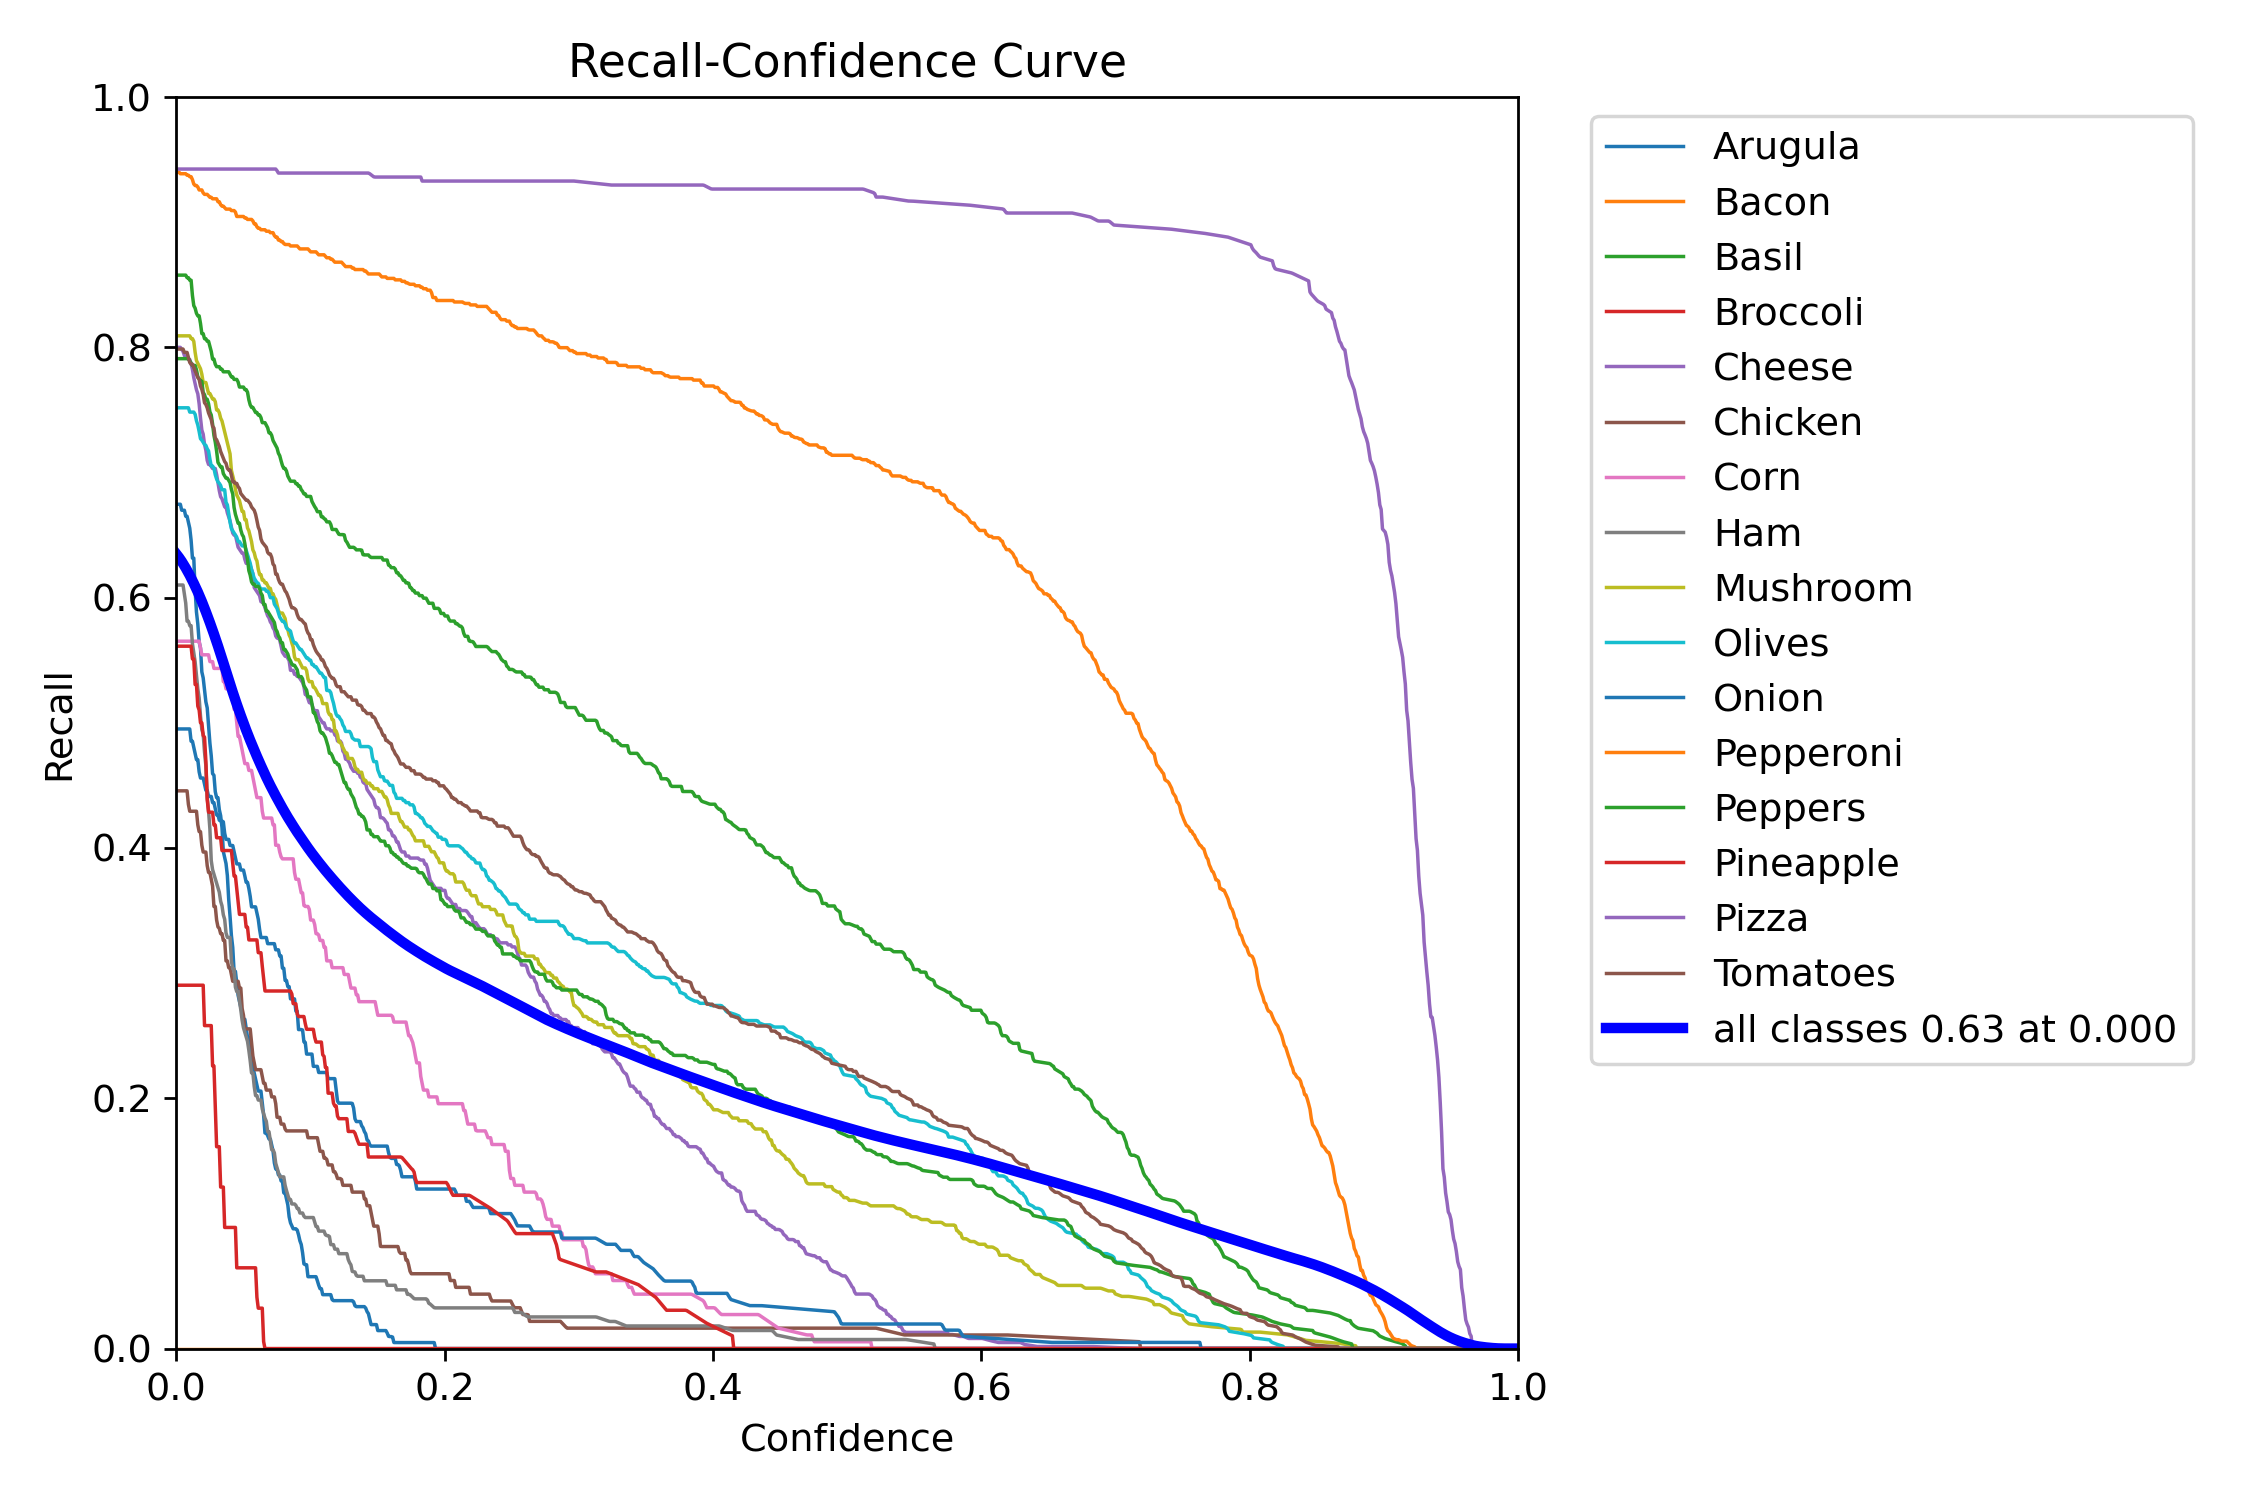 Recall-Confidence Curve
1.0
0.8
0.6
0.4
0.2
0.0
Recall
0.0 0.2 0.4 0.6 0.8 1.0
Confidence
Arugula
Bacon
Basil
Broccoli
Cheese
Chicken
Corn
Ham
Mushroom
Olives
Onion
Pepperoni
Peppers
Pineapple
Pizza
Tomatoes
all classes 0.63 at 0.000